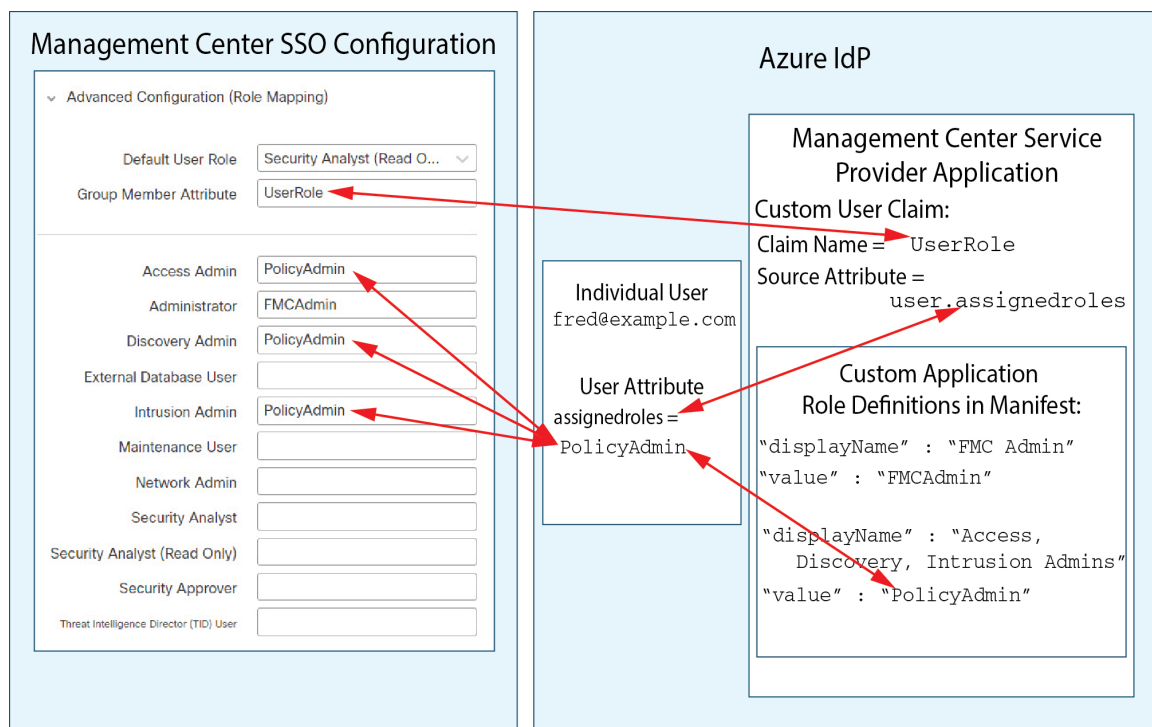 Management Center SSO Configuration
Advanced Configuration (Role Mapping)
Default User Role
Security Analyst (Read O...
Group Member Attribute
UserRole
Access Admin
PolicyAdmin
Administrator
FMCAdmin
Discovery Admin
PolicyAdmin
External Database User
Intrusion Admin
PolicyAdmin
Maintenance User
Network Admin
Security Analyst
Security Analyst (Read Only)
Security Approver
Threat Intelligence Director (TID) User
Azure IdP
Individual User
fred@example.com
User Attribute
assignedroles =
PolicyAdmin
Management Center Service
Provider Application
Custom User Claim:
Claim Name = UserRole
Source Attribute =
user.assignedroles
Custom Application
Role Definitions in Manifest:
“displayName” : “FMC Admin”
“value” : “FMCAdmin”
“displayName” : “Access,
Discovery, Intrusion Admins”
“value” : “PolicyAdmin”